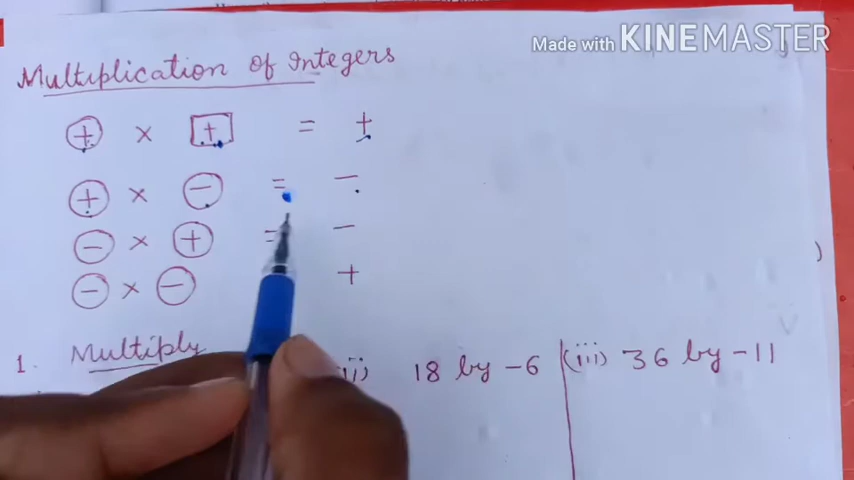 Made with KINEMASTER
Multiplication of Integers
+ × + = +
+ × − = −
− × + = −
− × − +
1. Multiply
(ii) 18 by -6 (iii) 36 by -11
)